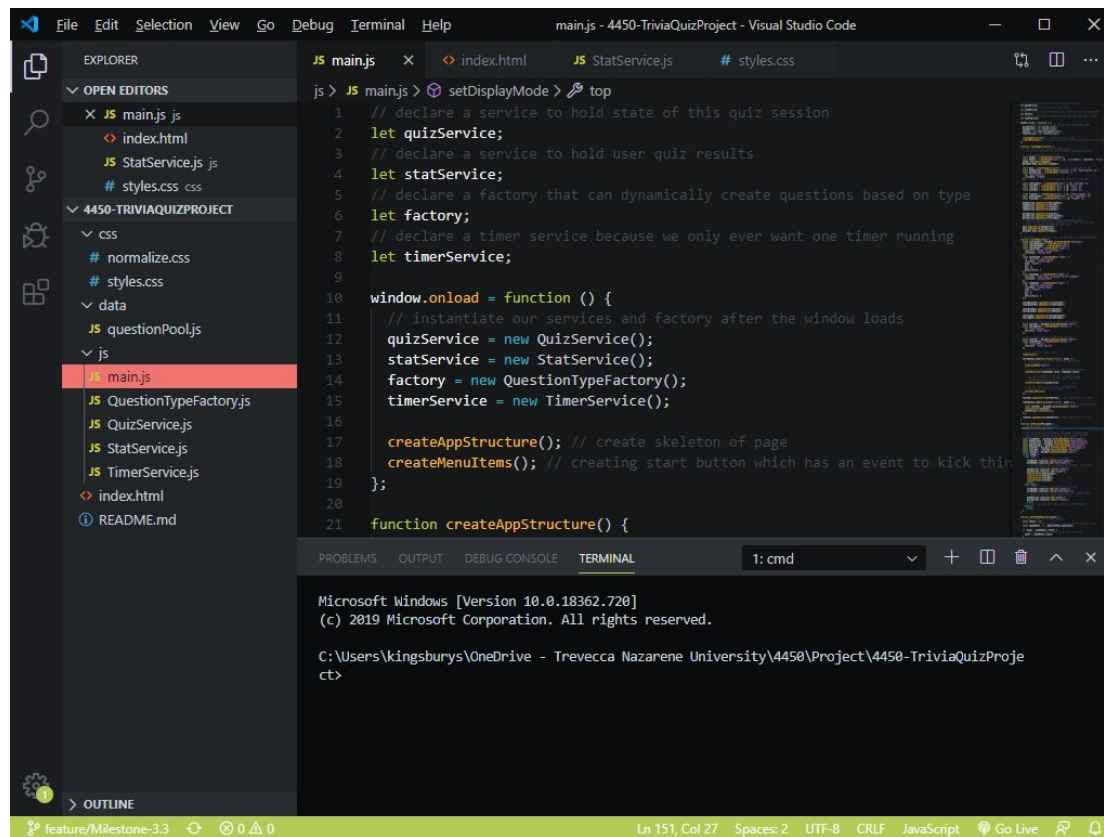 File Edit Selection View Go Debug Terminal Help main.js - 4450-TriviaQuizProject - Visual Studio Code
EXPLORER
OPEN EDITORS
JS main.js js
<> index.html
JS StatService.js js
# styles.css css
4450-TRIVIAQUIZPROJECT
css
# normalize.css
# styles.css
data
JS questionPool.js
js
JS main.js
JS QuestionTypeFactory.js
JS QuizService.js
JS StatService.js
JS TimerService.js
<> index.html
README.md
OUTLINE
JS main.js <> index.html JS StatService.js # styles.css
js > JS main.js > setDisplayMode > top
1 // declare a service to hold state of this quiz session
2 let quizService;
3 // declare a service to hold user quiz results
4 let statService;
5 // declare a factory that can dynamically create questions based on type
6 let factory;
7 // declare a timer service because we only ever want one timer running
8 let timerService;
9
10 window.onload = function () {
11 // instantiate our services and factory after the window loads
12 quizService = new QuizService();
13 statService = new StatService();
14 factory = new QuestionTypeFactory();
15 timerService = new TimerService();
16
17 createAppStructure(); // create skeleton of page
18 createMenuItems(); // creating start button which has an event to kick thin
19 };
20
21 function createAppStructure() {
PROBLEMS OUTPUT DEBUG CONSOLE TERMINAL 1: cmd
Microsoft Windows [Version 10.0.18362.720]
(c) 2019 Microsoft Corporation. All rights reserved.
C:\Users\kingsburys\OneDrive - Trevecca Nazarene University\4450\Project\4450-TriviaQuizProje
ct>
1
feature/Milestone-3.3 0 0 Ln 151, Col 27 Spaces: 2 UTF-8 CRLF JavaScript Go Live